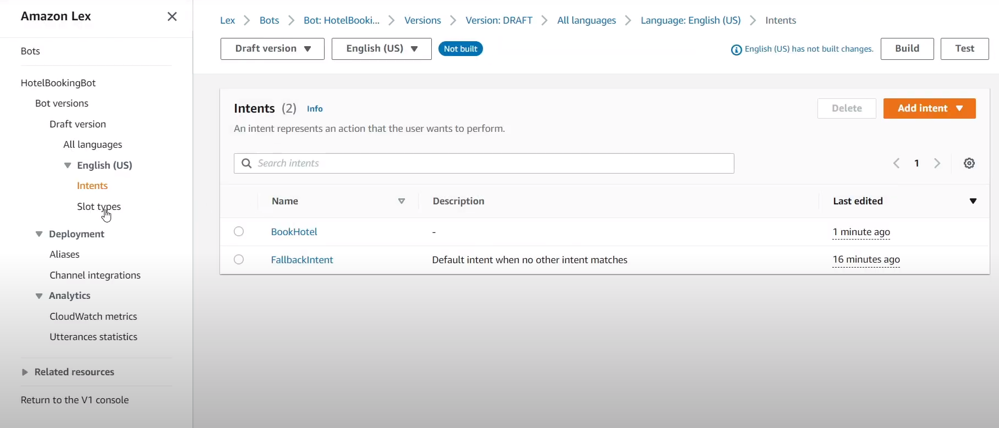 Amazon Lex
Bots
HotelBookingBot
Bot versions
Draft version
All languages
English (US)
Intents
Slot types
Deployment
Aliases
Channel integrations
Analytics
CloudWatch metrics
Utterances statistics
Related resources
Return to the V1 console
Lex Bots Bot: HotelBooki... Versions Version: DRAFT All languages Language: English (US) Intents
Draft version English (US) Not built English (US) has not built changes. Build Test
Intents (2) Info Delete Add intent
An intent represents an action that the user wants to perform.
Search intents 1
Name Description Last edited
BookHotel - 1 minute ago
FallbackIntent Default intent when no other intent matches 16 minutes ago